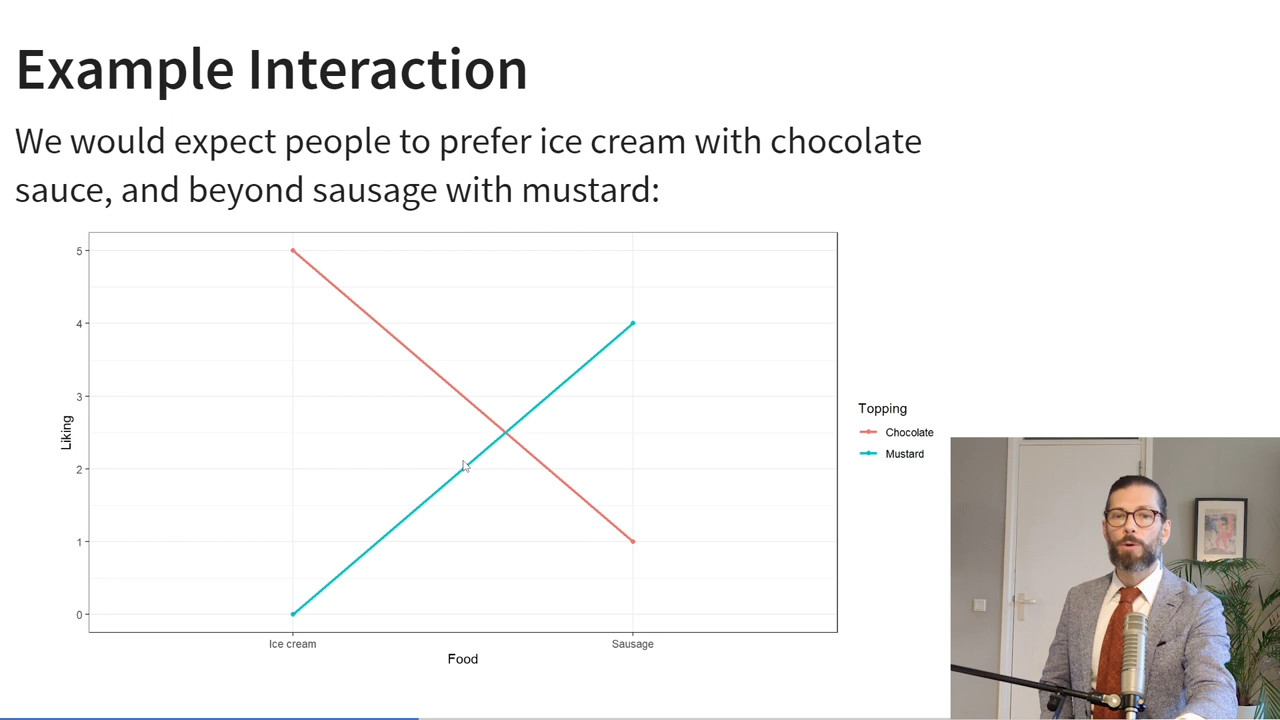 Example Interaction
We would expect people to prefer ice cream with chocolate
sauce, and beyond sausage with mustard:
5
4
3
2
1
0
Liking
Ice cream
Sausage
Food
Topping
Chocolate
Mustard